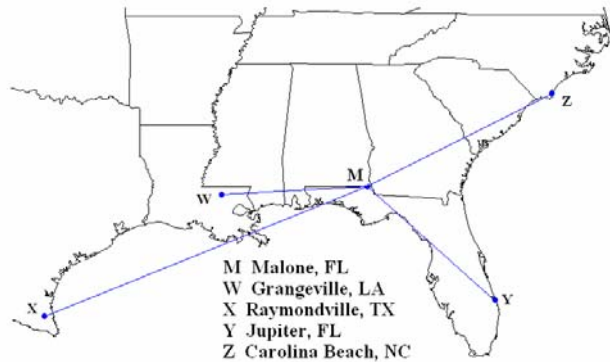 Z
M
W
X
Y
M Malone, FL
W Grangeville, LA
X Raymondville, TX
Y Jupiter, FL
Z Carolina Beach, NC